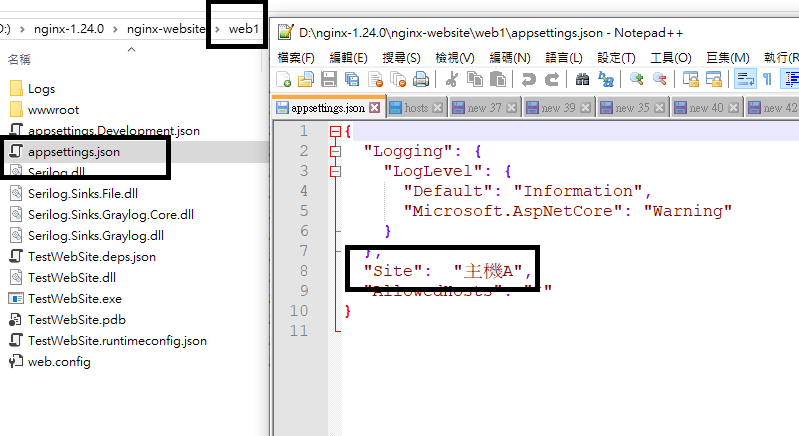 D:) › nginx-1.24.0 › nginx-website › web1
名稱
Logs
wwwroot
appsettings.Development.json
appsettings.json
Serilog.dll
Serilog.Sinks.File.dll
Serilog.Sinks.Graylog.Core.dll
Serilog.Sinks.Graylog.dll
TestWebSite.deps.json
TestWebSite.dll
TestWebSite.exe
TestWebSite.pdb
TestWebSite.runtimeconfig.json
web.config
D:\nginx-1.24.0\nginx-website\web1\appsettings.json - Notepad++
檔案(F) 編輯(E) 搜尋(S) 檢視(V) 編碼(N) 語言(L) 設定(T) 工具(O) 巨集(M) 執行(R)
appsettings.json hosts new 37 new 39 new 35 new 40 new 42
1 {
2 "Logging": {
3 "LogLevel": {
4 "Default": "Information",
5 "Microsoft.AspNetCore": "Warning"
6 }
7 },
8 "Site": "主機A",
9 "AllowedHosts":
10 }
11